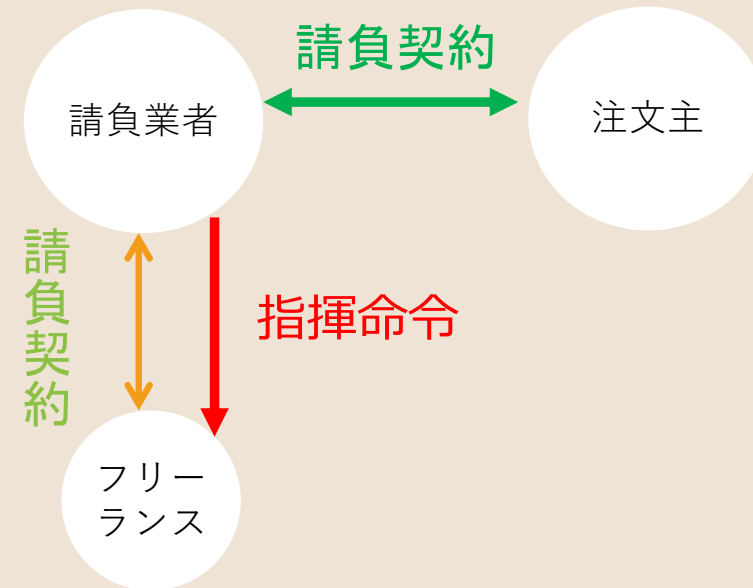 請負契約
請負業者
注文主
請負契約
指揮命令
フリー
ランス